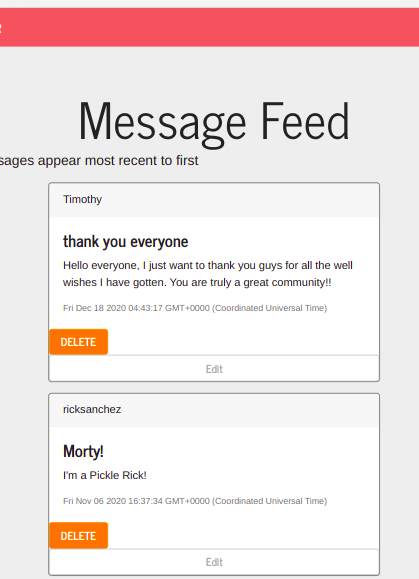 Message Feed
appear most recent to first
Timothy
thank you everyone
Hello everyone, I just want to thank you guys for all the well
wishes I have gotten. You are truly a great community!!
Fri Dec 18 2020 04:43:17 GMT+0000 (Coordinated Universal Time)
DELETE
Edit
ricksanchez
Morty!
I'm a Pickle Rick!
Fri Nov 06 2020 16:37:34 GMT+0000 (Coordinated Universal Time)
DELETE
Edit